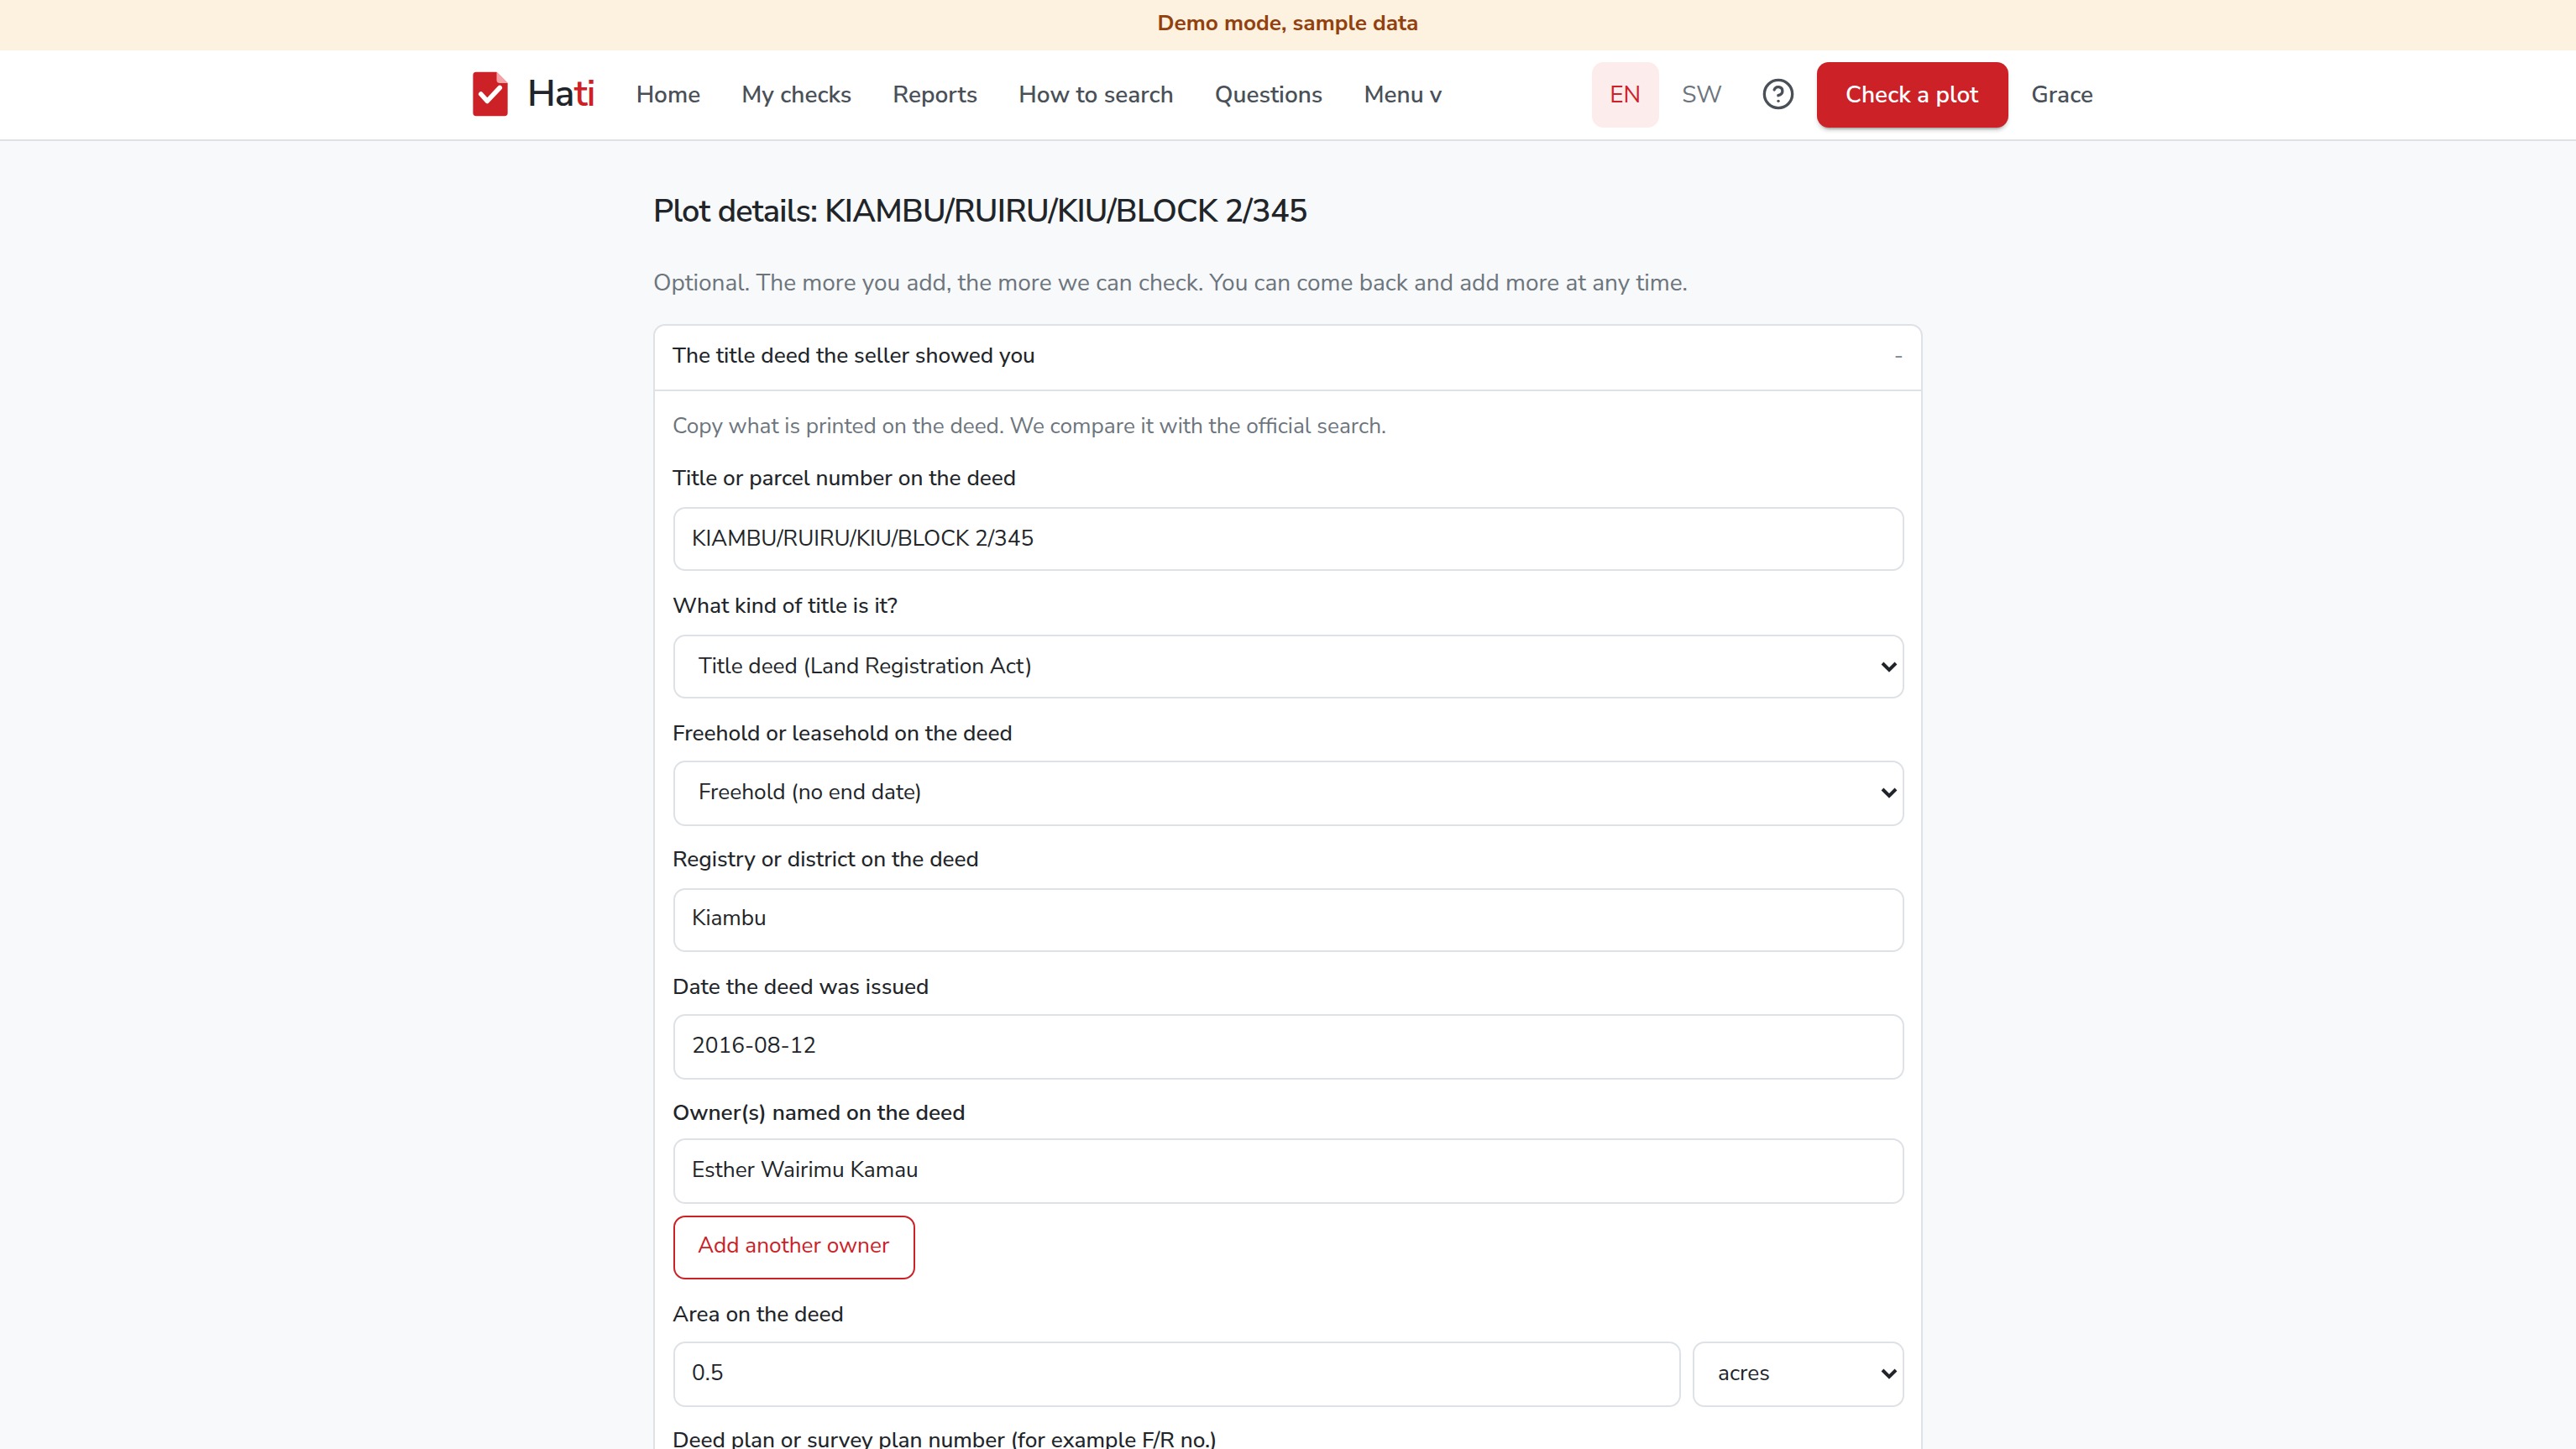 Demo mode, sample data
Hati Home My checks Reports How to search Questions Menu v EN SW ? Check a plot Grace
Plot details: KIAMBU/RUIRU/KIU/BLOCK 2/345
Optional. The more you add, the more we can check. You can come back and add more at any time.
The title deed the seller showed you -
Copy what is printed on the deed. We compare it with the official search.
Title or parcel number on the deed
KIAMBU/RUIRU/KIU/BLOCK 2/345
What kind of title is it?
Title deed (Land Registration Act)
Freehold or leasehold on the deed
Freehold (no end date)
Registry or district on the deed
Kiambu
Date the deed was issued
2016-08-12
Owner(s) named on the deed
Esther Wairimu Kamau
Add another owner
Area on the deed
0.5 acres
Deed plan or survey plan number (for example F/R no.)